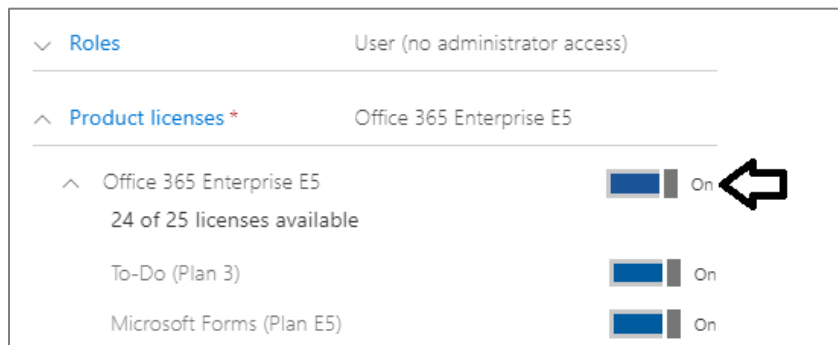 Roles User (no administrator access)
Product licenses * Office 365 Enterprise E5
Office 365 Enterprise E5 On
24 of 25 licenses available
To-Do (Plan 3) On
Microsoft Forms (Plan E5) On